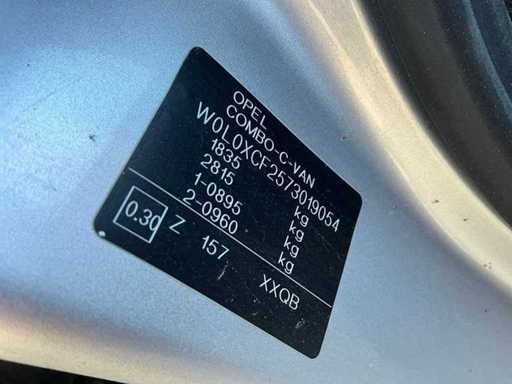 OPEL
COMBO-C-VAN
W0L0XCF2573019054
1835 kg
2815 kg
1-0895 kg
2-0960 kg
0.30 Z 157 XXQB